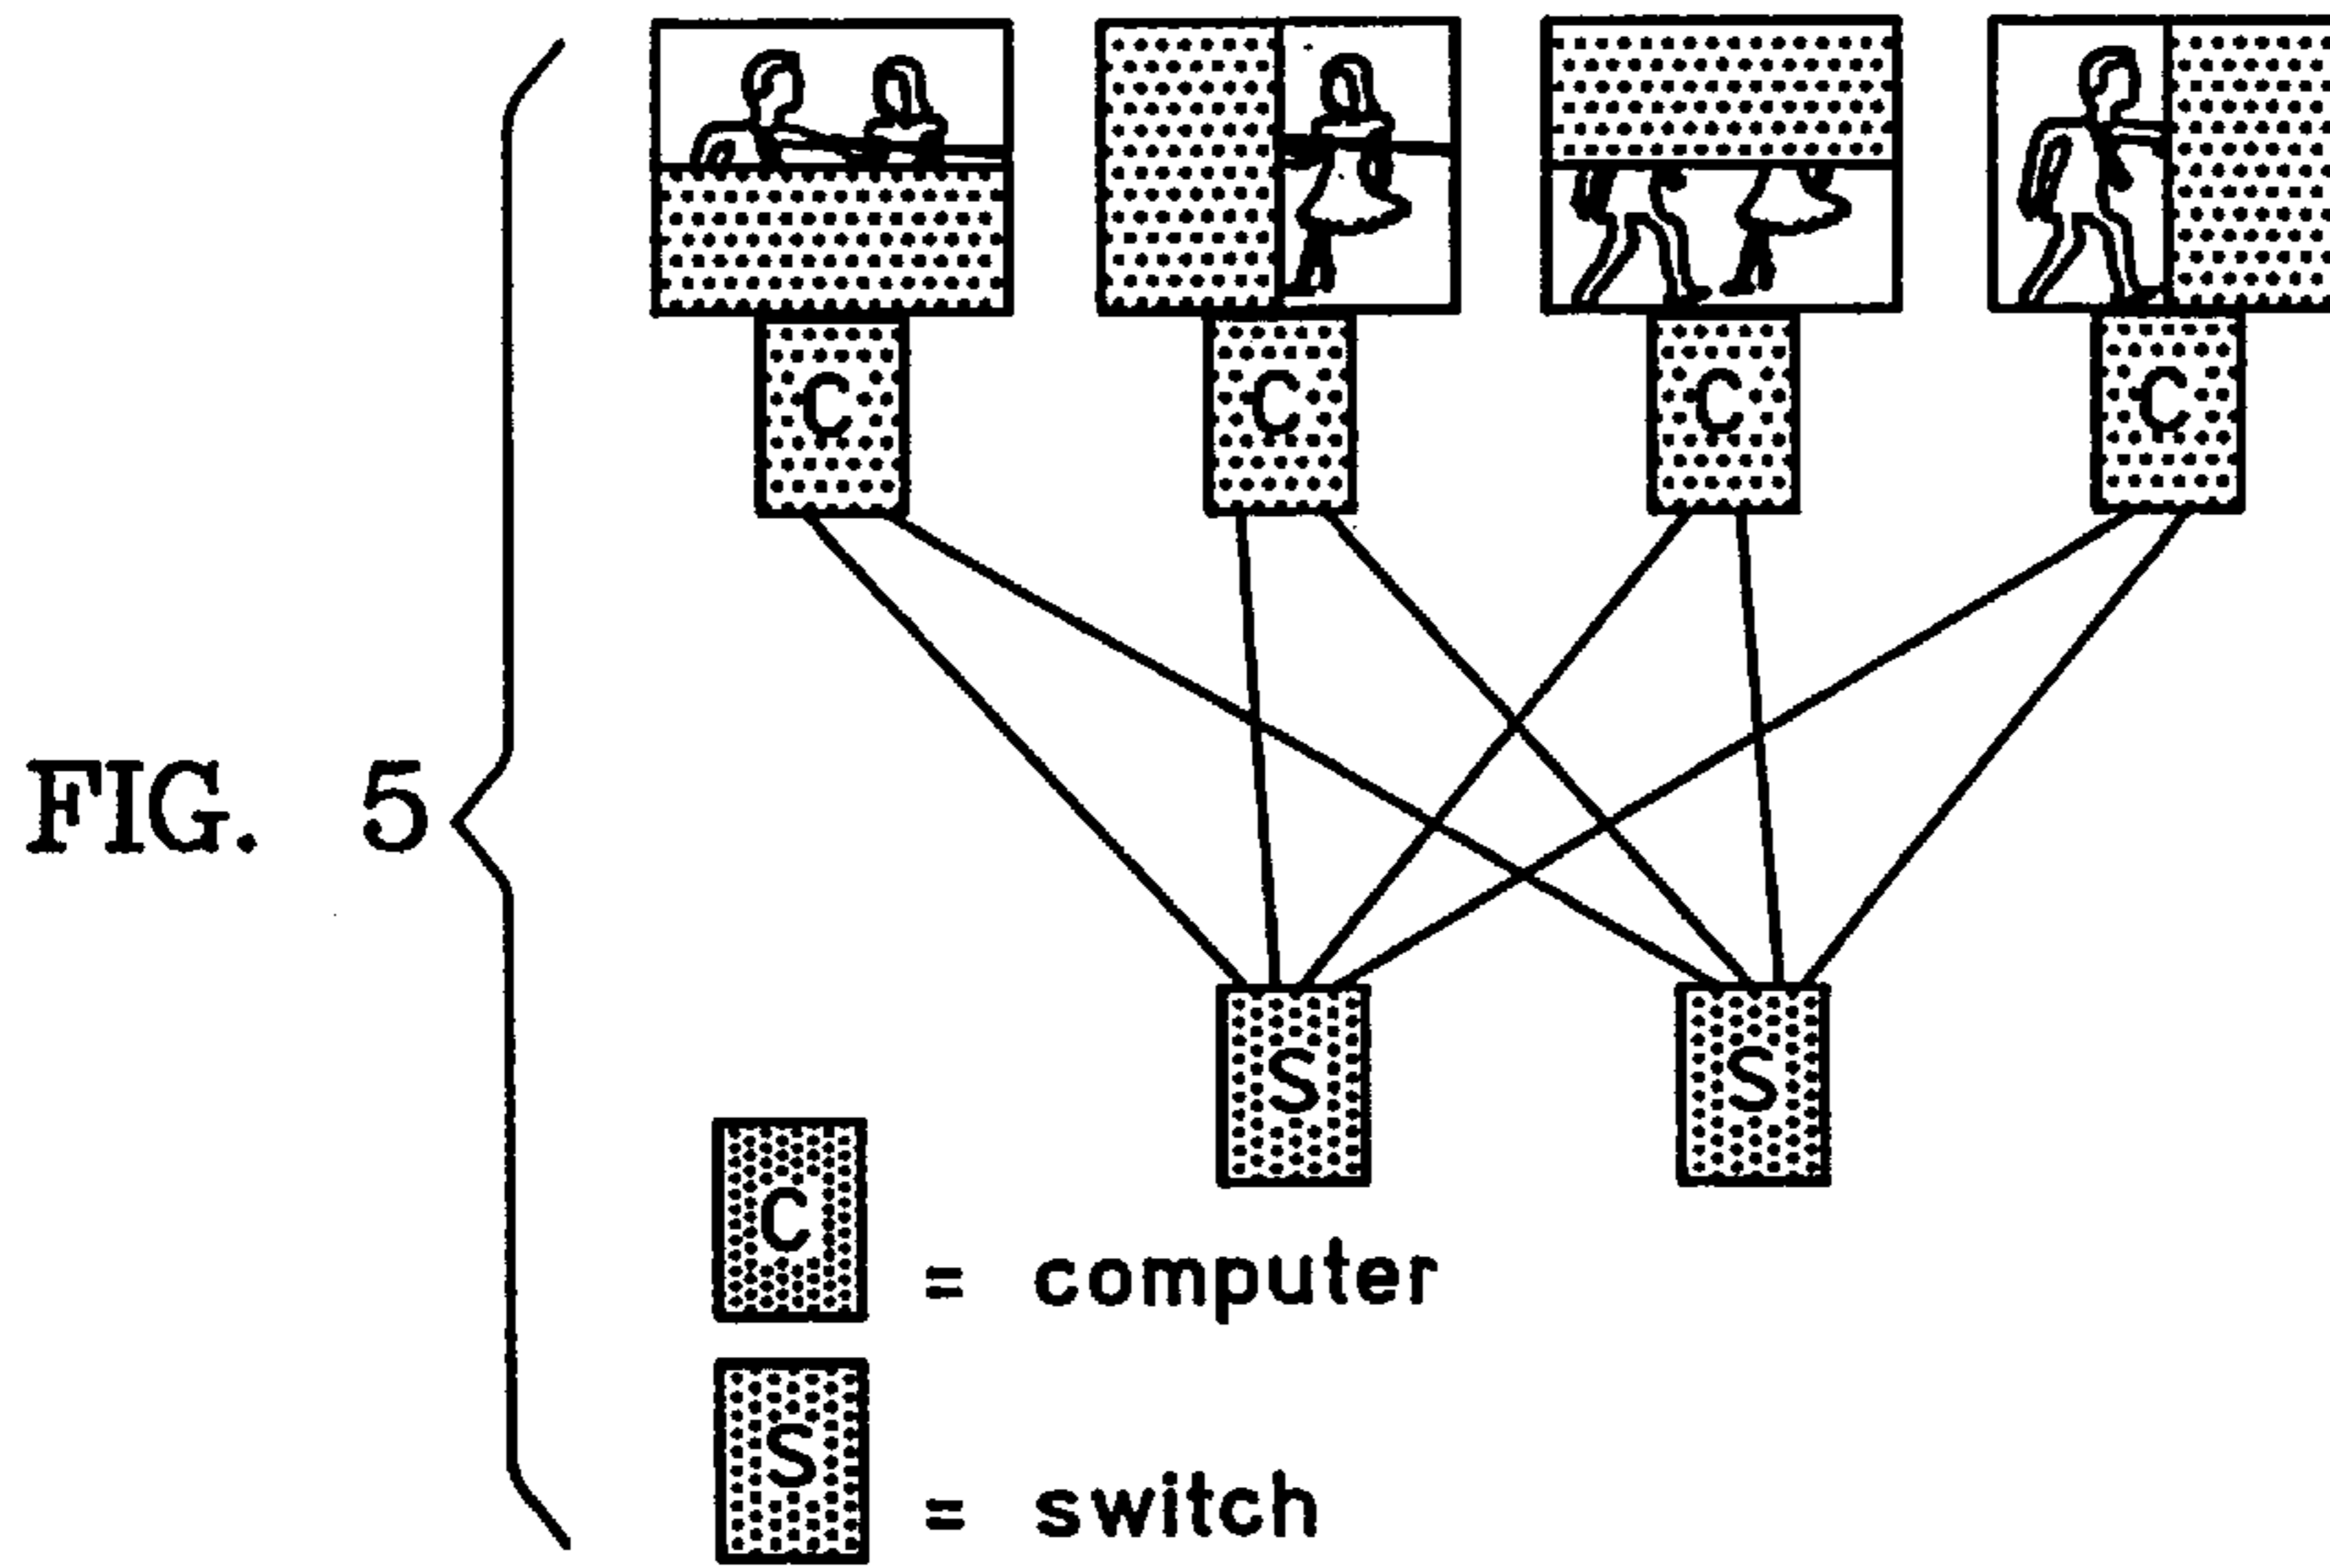 C C C C
FIG. 5
S S
C = computer
S = switch